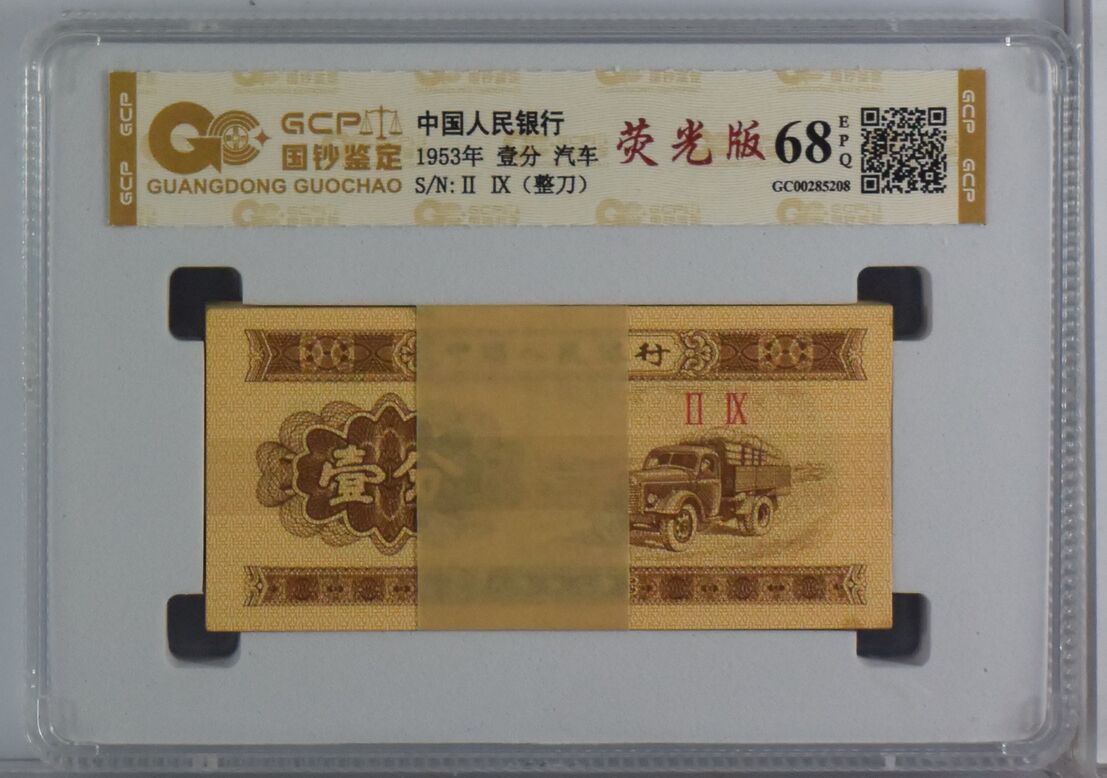 GCP
国钞鉴定
GUANGDONG GUOCHAO
中国人民银行
1953年 壹分 汽车
S/N: II IX（整刀）
荧光版
68
EPQ
GC00285208
GCP
GCP
GCP
GCP
行
II IX
壹分